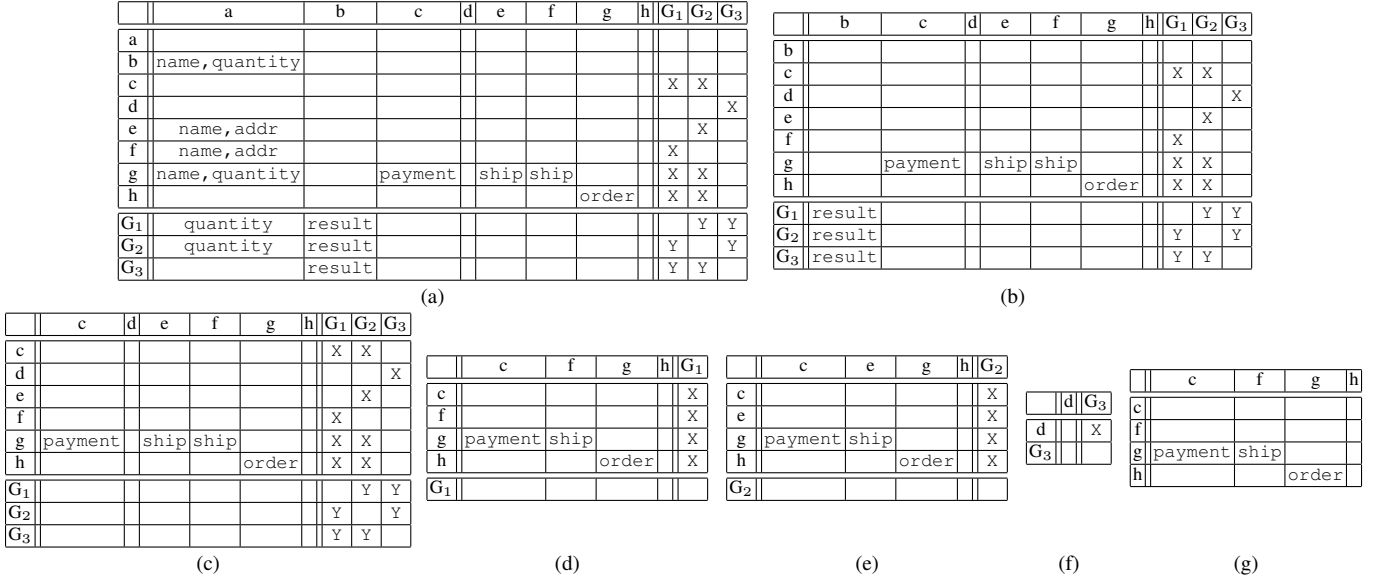 a b c d e f g h G1 G2 G3
a
b name,quantity
c X X
d X
e name,addr X
f name,addr X
g name,quantity payment ship ship X X
h order X X
G1 quantity result Y Y
G2 quantity result Y Y
G3 result Y Y
(a)
b c d e f g h G1 G2 G3
b
c X X
d X
e X
f X
g payment ship ship X X
h order X X
G1 result Y Y
G2 result Y Y
G3 result Y Y
(b)
c d e f g h G1 G2 G3
c X X
d X
e X
f X
g payment ship ship X X
h order X X
G1 Y Y
G2 Y Y
G3 Y Y
(c)
c f g h G1
c X
f X
g payment ship X
h order X
G1
(d)
c e g h G2
c X
e X
g payment ship X
h order X
G2
(e)
d G3
d X
G3
(f)
c f g h
c
f
g payment ship
h order
(g)